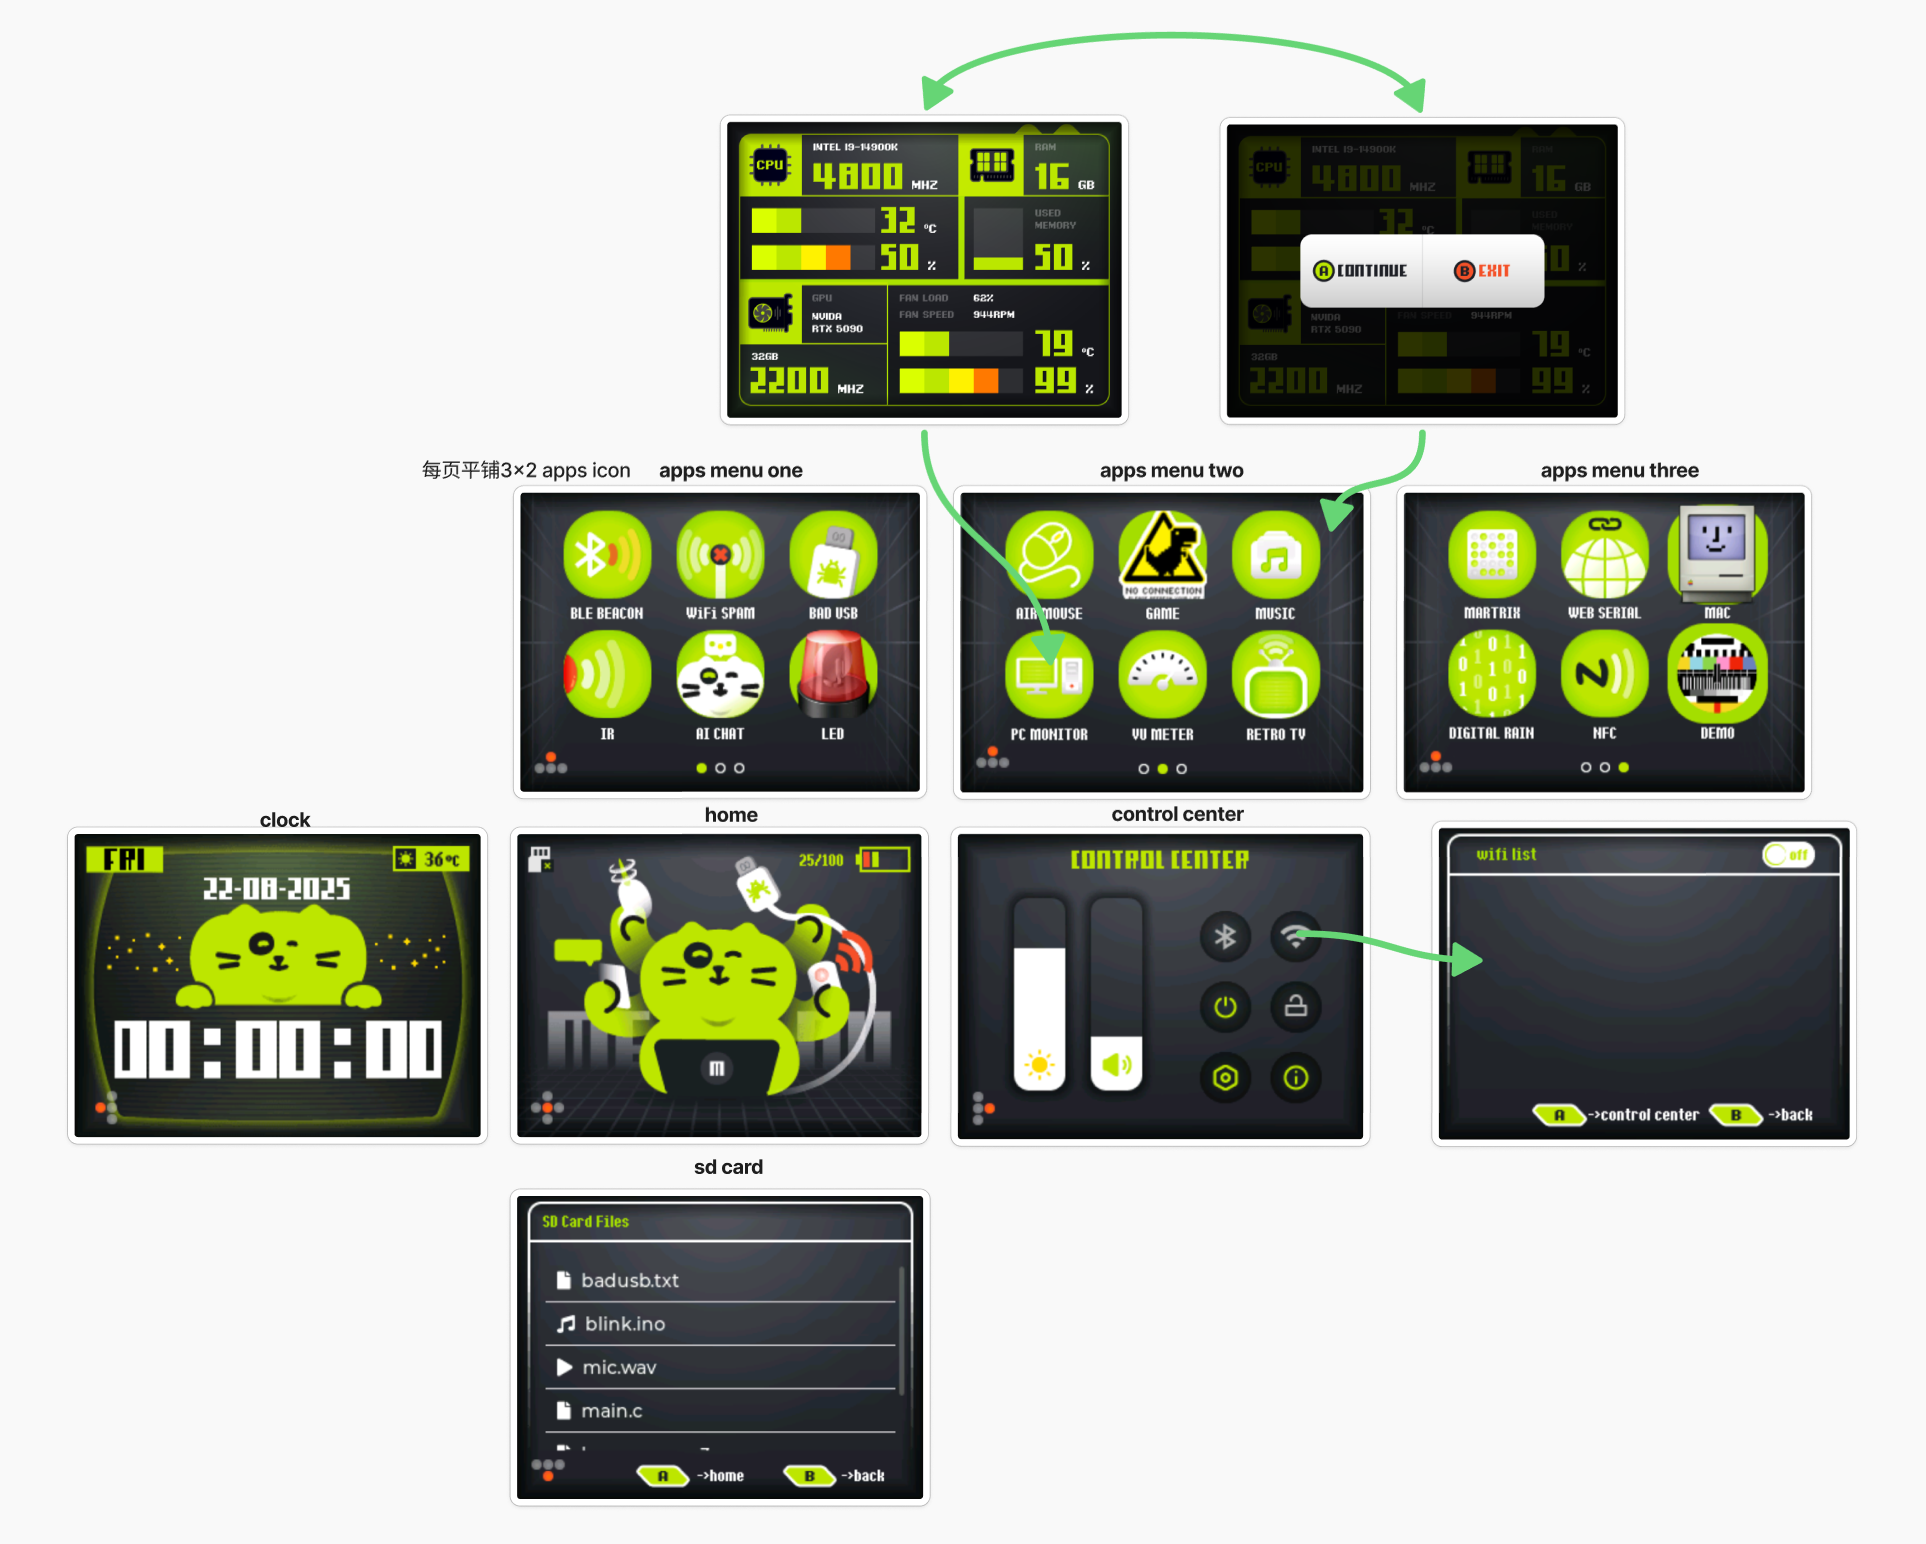 CPU
INTEL I9-14900K
4800 MHZ
RAM
16 GB
32 °C
50 %
USED
MEMORY
50 %
GPU
NVIDA
RTX 5090
FAN LOAD 62%
FAN SPEED 944RPM
79 °C
32GB
2200 MHZ
99 %
CPU
INTEL I9-14900K
4800 MHZ
RAM
16 GB
32 °C
USED
MEMORY
%
A CONTINUE
B EXIT
NVIDA
RTX 5090
FAN SPEED 944RPM
79 °C
32GB
2200 MHZ
99 %
每页平铺3×2 apps icon
apps menu one
BLE BEACON
WiFi SPAM
BAD USB
IR
AI CHAT
LED
apps menu two
NO CONNECTION
AIR MOUSE
GAME
MUSIC
PC MONITOR
VU METER
RETRO TV
apps menu three
MARTRIX
WEB SERIAL
MAC
DIGITAL RAIN
NFC
DEMO
clock
FRI
36°C
22-08-2025
00:00:00
home
25/100
m
control center
CONTROL CENTER
wifi list
off
A ->control center
B ->back
sd card
SD Card Files
badusb.txt
blink.ino
mic.wav
main.c
A ->home
B ->back